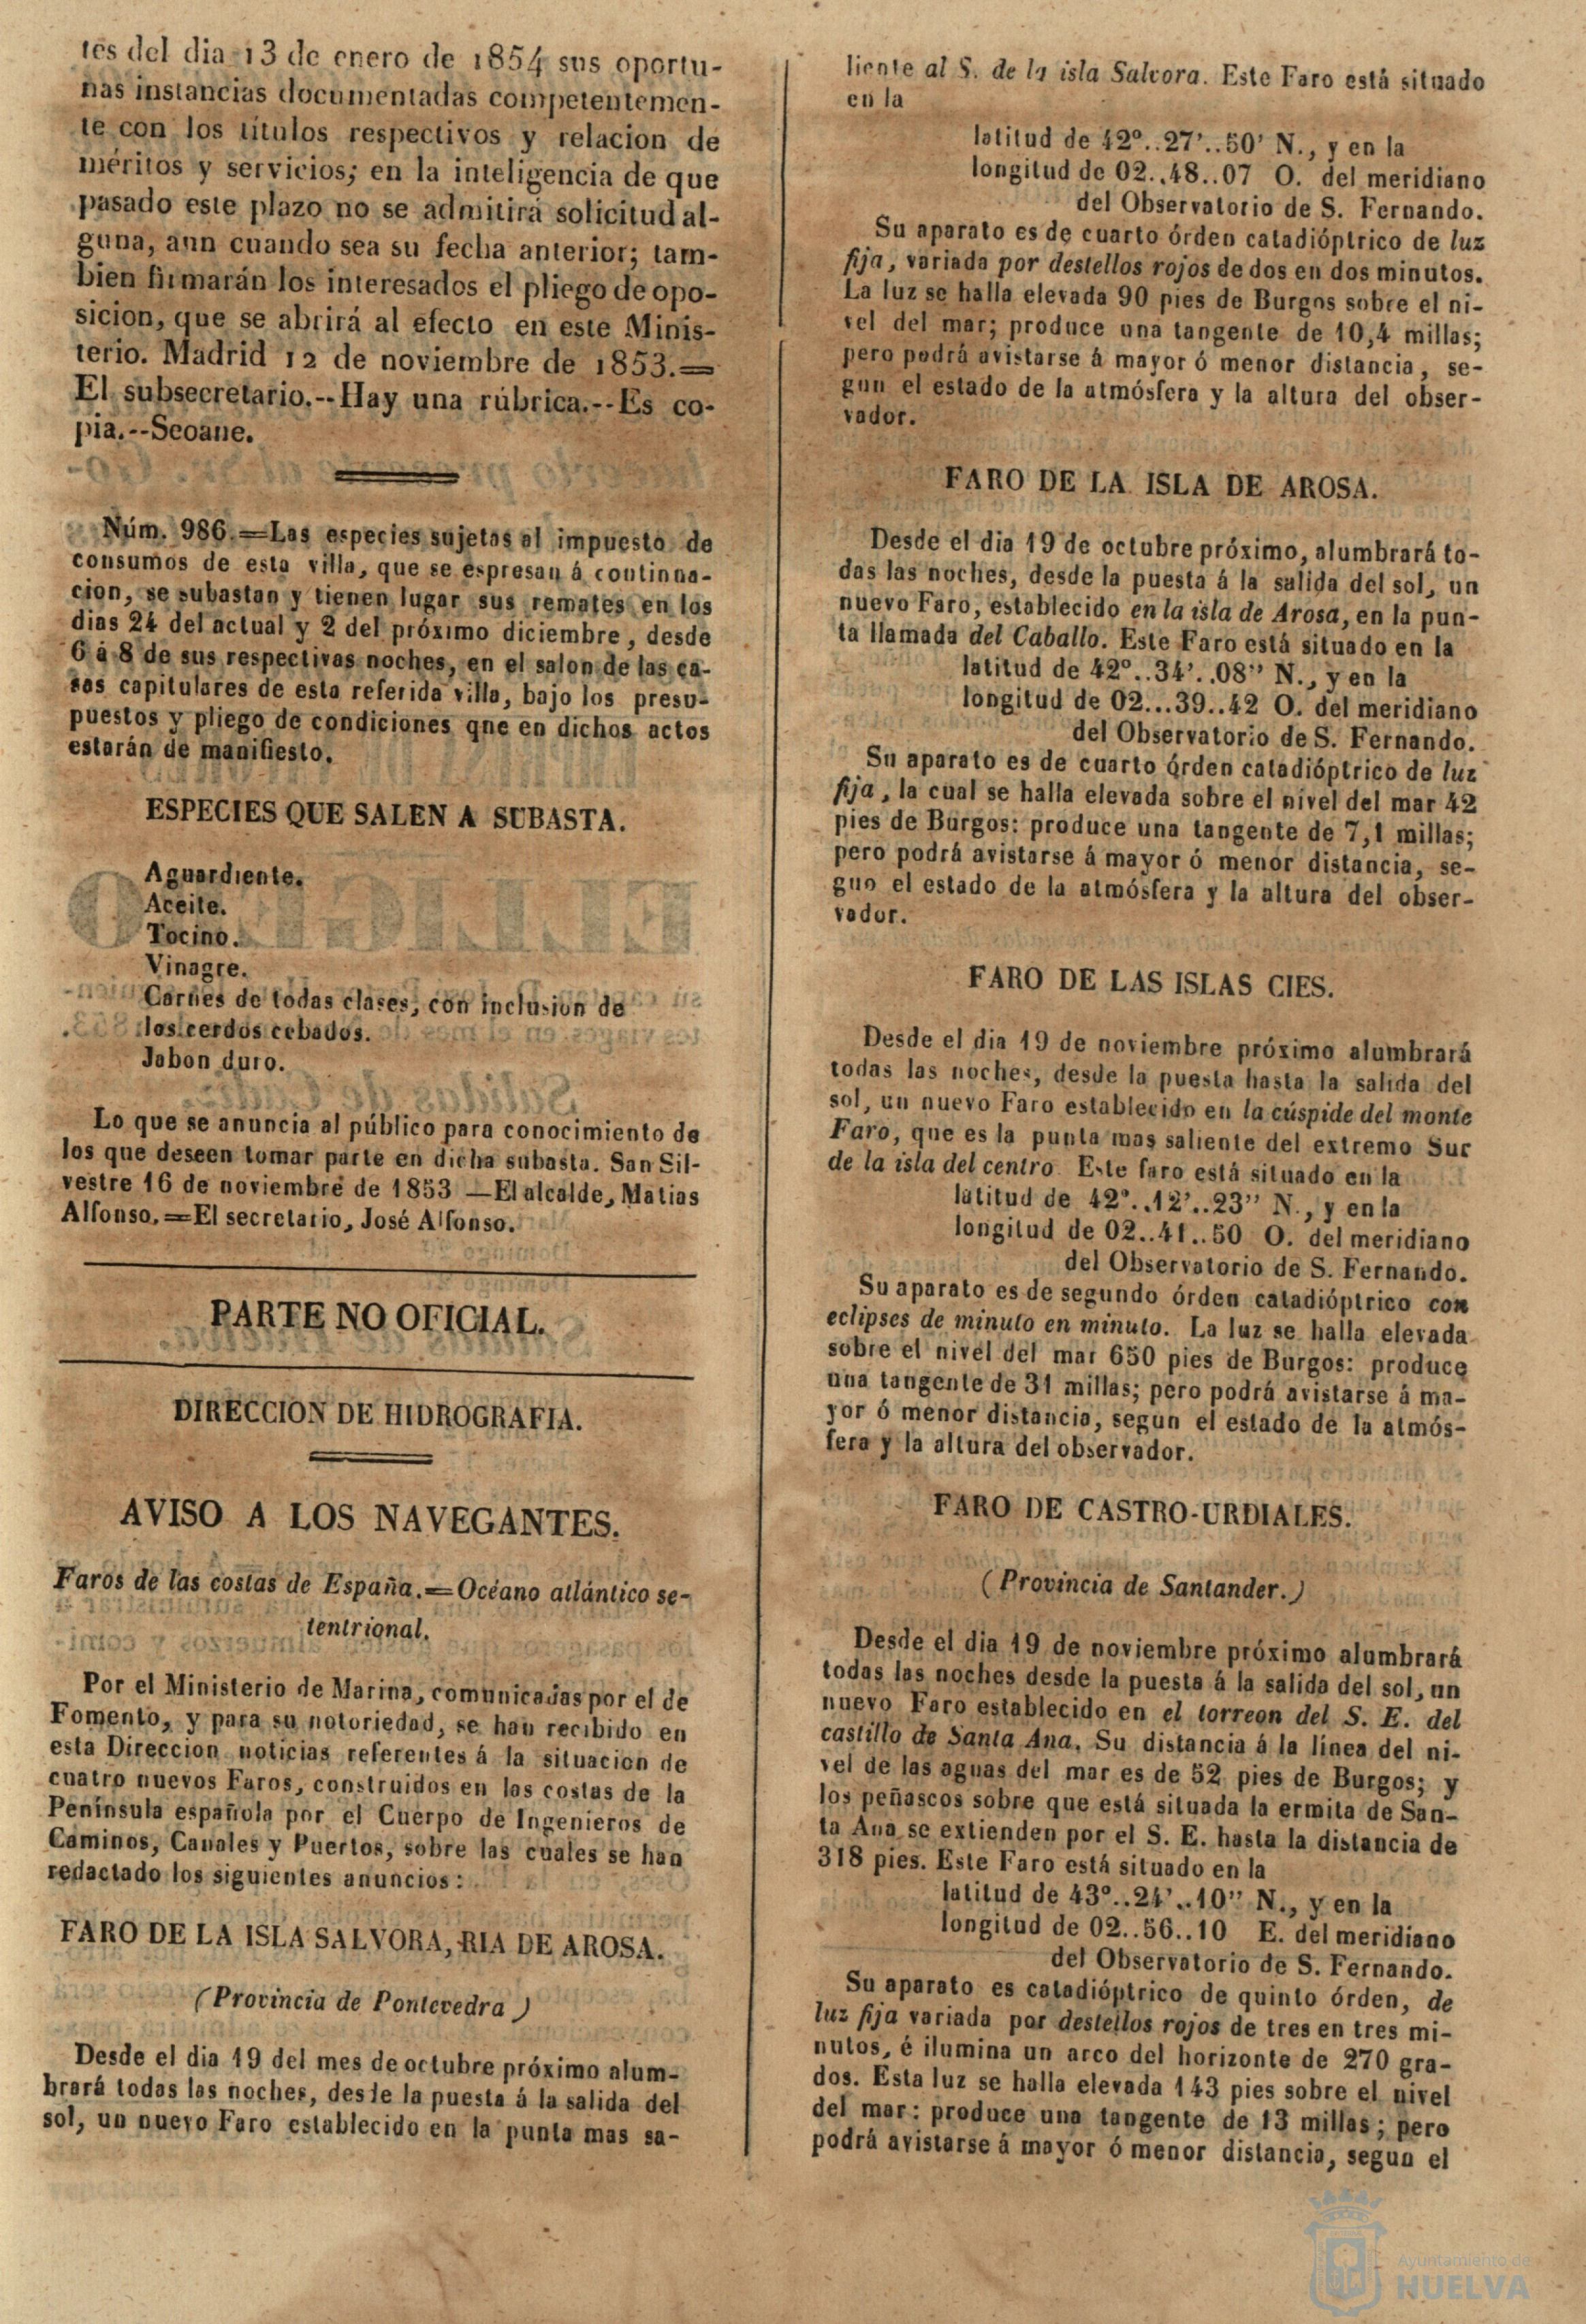 tes del dia 13 de enero de 1854 sus oportu-
nas instancias documentadas competentemen-
te con los títulos respectivos y relacion de
méritos y servicios; en la inteligencia de que
pasado este plazo no se admitirá solicitud al-
guna, aun cuando sea su fecha anterior; tam-
bien firmarán los interesados el pliego de opo-
sicion, que se abrirá al efecto en este Minis-
terio. Madrid 12 de noviembre de 1853.=
El subsecretario.--Hay una rúbrica.--Es co-
pia.--Seoane.
Núm. 986.=Las especies sujetas al impuesto de
consumos de esta villa, que se espresan á continua-
cion, se subastan y tienen lugar sus remates en los
dias 24 del actual y 2 del próximo diciembre, desde
6 á 8 de sus respectivas noches, en el salon de las ca-
sas capitulares de esta referida villa, bajo los presu-
puestos y pliego de condiciones qne en dichos actos
estarán de manifiesto.
ESPECIES QUE SALEN A SUBASTA.
Aguardiente.
Aceite.
Tocino.
Vinagre.
Carnes de todas clases, con inclusion de
los cerdos cebados.
Jabon duro.
Lo que se anuncia al público para conocimiento de
los que deseen tomar parte en dicha subasta. San Sil-
vestre 16 de noviembre de 1853 —El alcalde, Matias
Alfonso.=El secretario, José Alfonso.
PARTE NO OFICIAL.
DIRECCION DE HIDROGRAFIA.
AVISO A LOS NAVEGANTES.
Faros de las costas de España.=Océano atlántico se-
tentrional.
Por el Ministerio de Marina, comunicadas por el de
Fomento, y para su notoriedad, se han recibido en
esta Direccion noticias referentes á la situacion de
cuatro nuevos Faros, construidos en las costas de la
Península española por el Cuerpo de Ingenieros de
Caminos, Canales y Puertos, sobre las cuales se han
redactado los siguientes anuncios:
FARO DE LA ISLA SALVORA, RIA DE AROSA.
(Provincia de Pontevedra)
Desde el dia 19 del mes de octubre próximo alum-
brará todas las noches, desde la puesta á la salida del
sol, un nuevo Faro establecido en la punta mas sa-
liente al S. de la isla Salvora. Este Faro está situado
en la
latitud de 42º..27'..50' N., y en la
longitud de 02..48..07 O. del meridiano
del Observatorio de S. Fernando.
Su aparato es de cuarto órden catadióptrico de luz
fija, variada por destellos rojos de dos en dos minutos.
La luz se halla elevada 90 pies de Burgos sobre el ni-
vel del mar; produce una tangente de 10,4 millas;
pero podrá avistarse á mayor ó menor distancia, se-
gun el estado de la atmósfera y la altura del obser-
vador.
FARO DE LA ISLA DE AROSA.
Desde el dia 19 de octubre próximo, alumbrará to-
das las noches, desde la puesta á la salida del sol, un
nuevo Faro, establecido en la isla de Arosa, en la pun-
ta llamada del Caballo. Este Faro está situado en la
latitud de 42º..34'..08" N., y en la
longitud de 02...39..42 O. del meridiano
del Observatorio de S. Fernando.
Su aparato es de cuarto órden catadióptrico de luz
fija, la cual se halla elevada sobre el nivel del mar 42
pies de Burgos: produce una tangente de 7,1 millas;
pero podrá avistarse á mayor ó menor distancia, se-
gun el estado de la atmósfera y la altura del obser-
vador.
FARO DE LAS ISLAS CIES.
Desde el dia 19 de noviembre próximo alumbrará
todas las noches, desde la puesta hasta la salida del
sol, un nuevo Faro establecido en la cúspide del monte
Faro, que es la punta mas saliente del extremo Sur
de la isla del centro. Este faro está situado en la
latitud de 42º..12'..23" N., y en la
longitud de 02..41..50 O. del meridiano
del Observatorio de S. Fernando.
Su aparato es de segundo órden catadióptrico con
eclipses de minuto en minuto. La luz se halla elevada
sobre el nivel del mar 650 pies de Burgos: produce
una tangente de 31 millas; pero podrá avistarse á ma-
yor ó menor distancia, segun el estado de la atmós-
fera y la altura del observador.
FARO DE CASTRO-URDIALES.
(Provincia de Santander.)
Desde el dia 19 de noviembre próximo alumbrará
todas las noches desde la puesta á la salida del sol, un
nuevo Faro establecido en el torreon del S. E. del
castillo de Santa Ana. Su distancia á la línea del ni-
vel de las aguas del mar es de 52 pies de Burgos; y
los peñascos sobre que está situada la ermita de San-
ta Ana se extienden por el S. E. hasta la distancia de
318 pies. Este Faro está situado en la
latitud de 43º..24'..10" N., y en la
longitud de 02..56..10 E. del meridiano
del Observatorio de S. Fernando.
Su aparato es catadióptrico de quinto órden, de
luz fija variada por destellos rojos de tres en tres mi-
nutos, é ilumina un arco del horizonte de 270 gra-
dos. Esta luz se halla elevada 143 pies sobre el nivel
del mar: produce una tangente de 13 millas; pero
podrá avistarse á mayor ó menor distancia, segun el
Ayuntamiento de
HUELVA